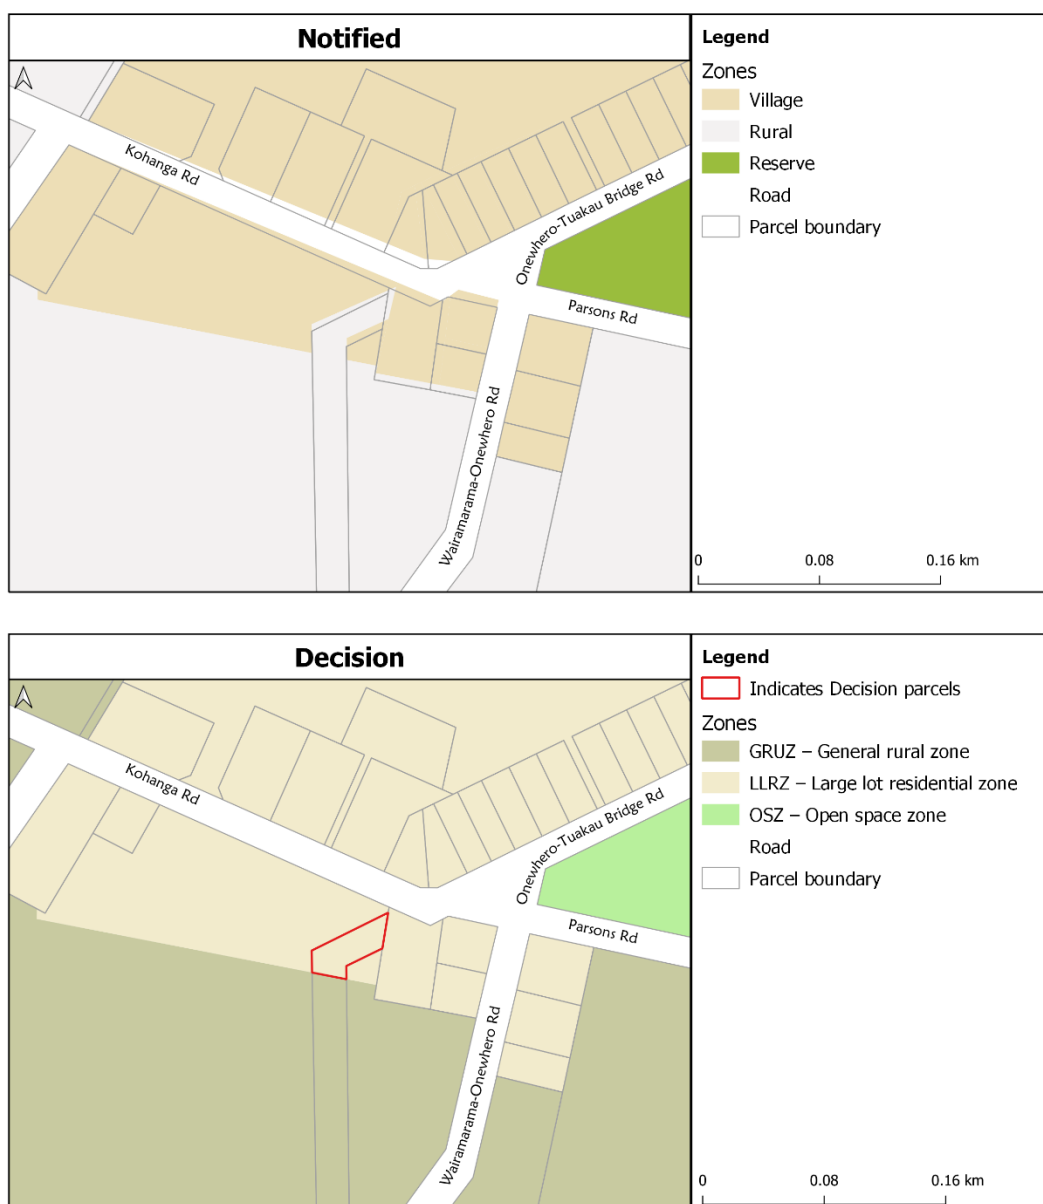 Notified
Kohanga Rd
Onewhero-Tuakau Bridge Rd
Parsons Rd
Wairamarama-Onewhero Rd
Legend
Zones
Village
Rural
Reserve
Road
Parcel boundary
0 0.08 0.16 km
Decision
Kohanga Rd
Onewhero-Tuakau Bridge Rd
Parsons Rd
Wairamarama-Onewhero Rd
Legend
Indicates Decision parcels
Zones
GRUZ – General rural zone
LLRZ – Large lot residential zone
OSZ – Open space zone
Road
Parcel boundary
0 0.08 0.16 km